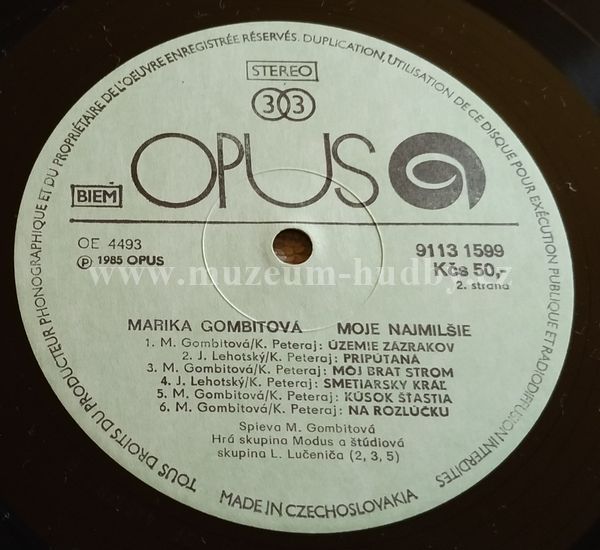 TOUS DROITS DU PRODUCTEUR PHONOGRAPHIQUE ET DU PROPRIÉTAIRE DE L'OEUVRE ENREGISTRÉE RÉSERVÉS. DUPLICATION, UTILISATION DE CE DISQUE POUR EXÉCUTION PUBLIQUE ET RADIODIFFUSION INTERDITES
STEREO
33
OPUS
BIEM
OE 4493
℗ 1985 OPUS
9113 1599
Kčs 50,-
2. strana
www.muzeum-hudby.cz
MARIKA GOMBITOVÁ MOJE NAJMILŠIE
1. M. Gombitová/K. Peteraj: ÚZEMIE ZÁZRAKOV
2. J. Lehotský/K. Peteraj: PRIPÚTANÁ
3. M. Gombitová/K. Peteraj: MÔJ BRAT STROM
4. J. Lehotský/K. Peteraj: SMETIARSKY KRÁĽ
5. M. Gombitová/K. Peteraj: KÚSOK ŠŤASTIA
6. M. Gombitová/K. Peteraj: NA ROZLÚČKU
Spieva M. Gombitová
Hrá skupina Modus a štúdiová
skupina L. Lučeniča (2, 3, 5)
MADE IN CZECHOSLOVAKIA